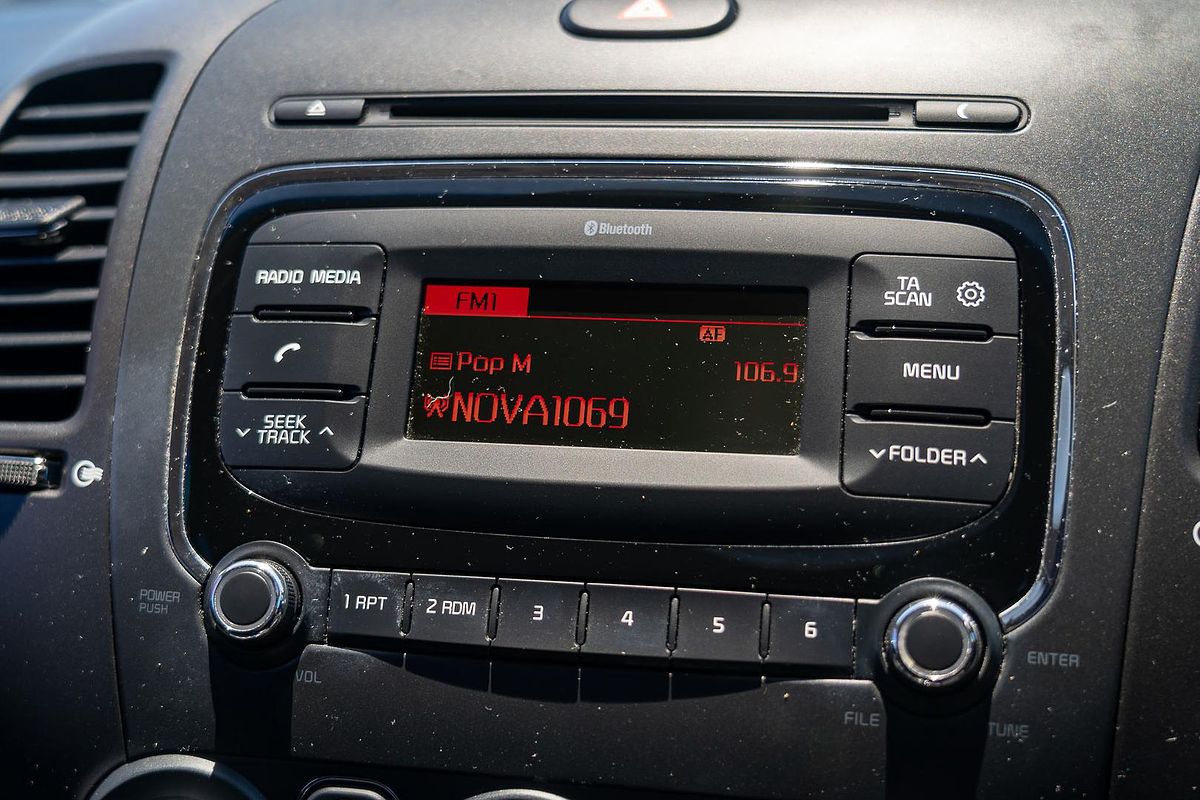 Bluetooth
RADIO MEDIA
SEEK
TRACK
FM1
AF
Pop M
106.9
NOVA1069
TA
SCAN
MENU
FOLDER
POWER
PUSH
VOL
1 RPT
2 RDM
3
4
5
6
ENTER
FILE
TUNE